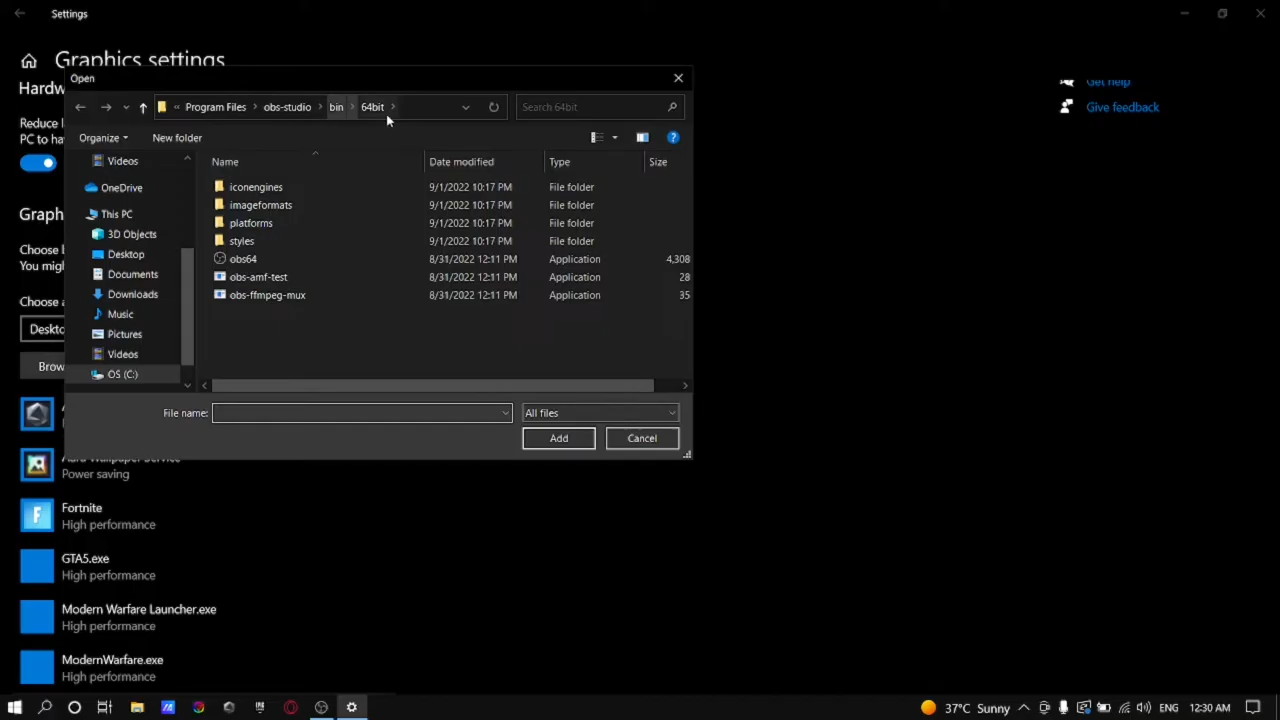 Settings
Graphics settings
Get help
Give feedback
Open
« Program Files > obs-studio > bin > 64bit >
Search 64bit
Organize
New folder
Name
Date modified
Type
Size
Videos
OneDrive
This PC
3D Objects
Desktop
Documents
Downloads
Music
Pictures
Videos
OS (C:)
iconengines 9/1/2022 10:17 PM File folder
imageformats 9/1/2022 10:17 PM File folder
platforms 9/1/2022 10:17 PM File folder
styles 9/1/2022 10:17 PM File folder
obs64 8/31/2022 12:11 PM Application 4,308
obs-amf-test 8/31/2022 12:11 PM Application 28
obs-ffmpeg-mux 8/31/2022 12:11 PM Application 35
File name:
All files
Add
Cancel
Hardw
Reduce l
PC to ha
Graph
Choose b
You migh
Choose a
Deskto
Brow
Power saving
Fortnite
High performance
GTA5.exe
High performance
Modern Warfare Launcher.exe
High performance
ModernWarfare.exe
High performance
37°C Sunny
12:30 AM